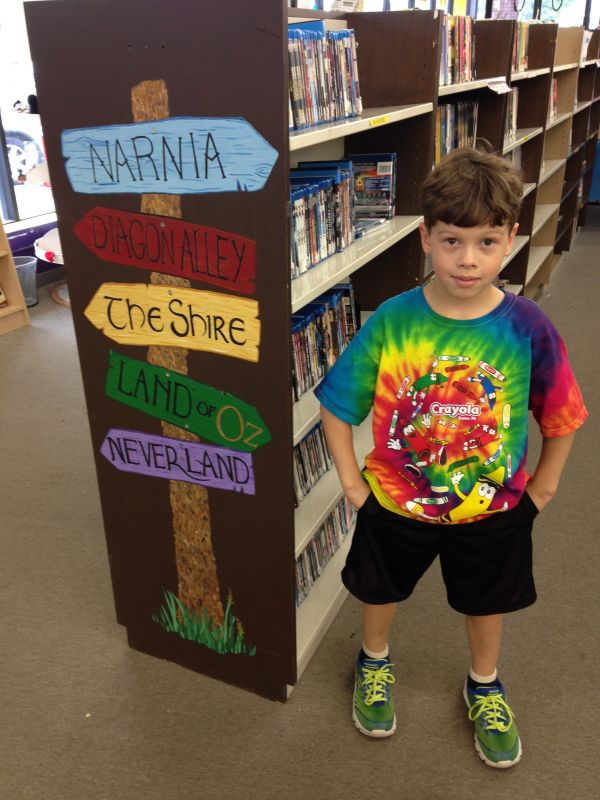 NARNIA
DIAGON ALLEY
The Shire
LAND OF OZ
NEVERLAND
Crayola